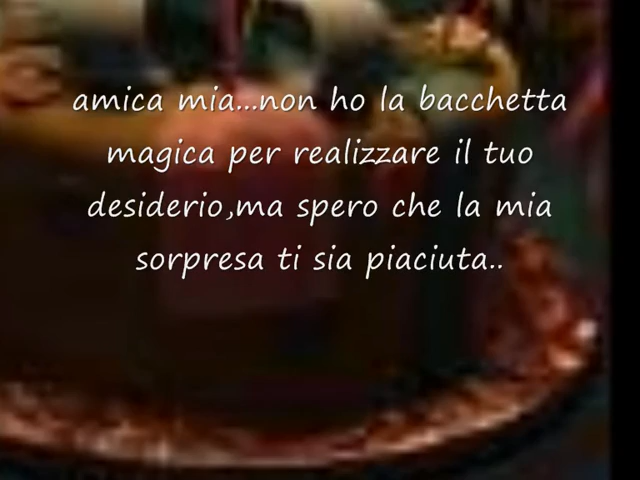 amica mia...non ho la bacchetta
magica per realizzare il tuo
desiderio,ma spero che la mia
sorpresa ti sia piaciuta..